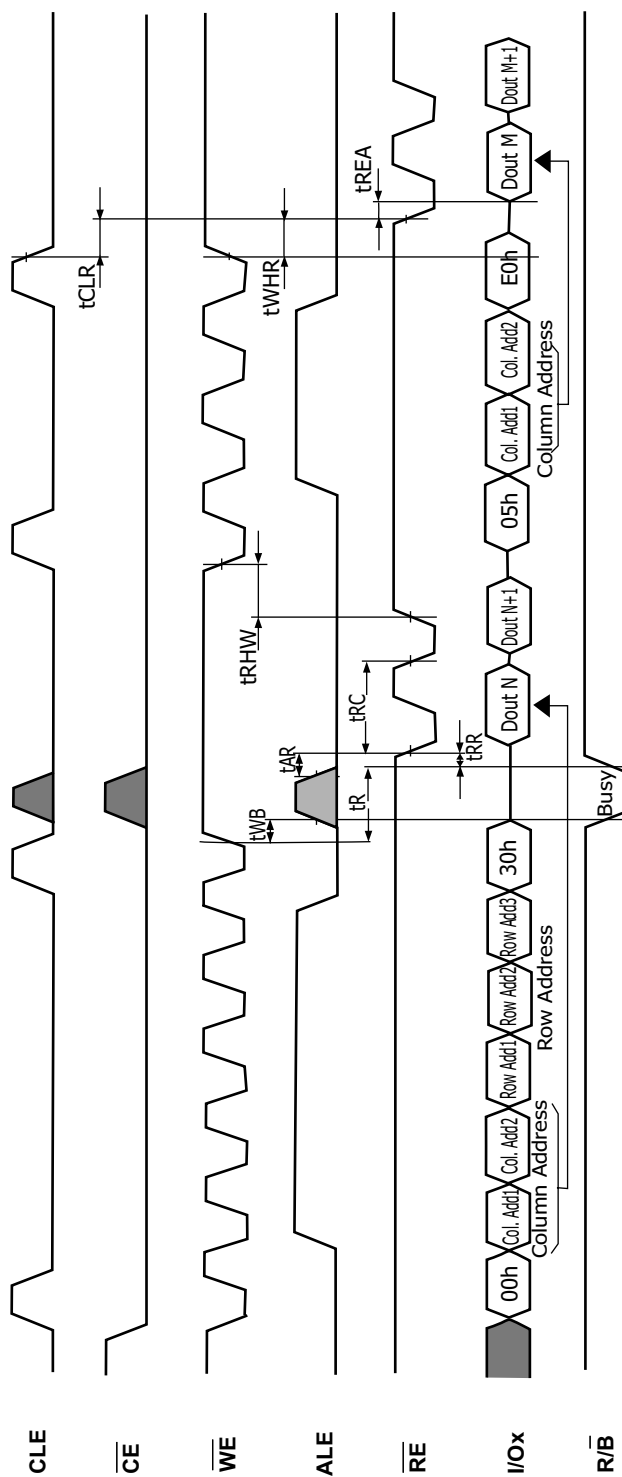 CLE
tCLR
CE
WE
tWB
tRHW
tWHR
ALE
tAR
tR
tRC
tREA
RE
tRR
I/Ox
00h
Col. Add1
Col. Add2
Row Add1
Row Add2
Row Add3
30h
Dout N
Dout N+1
05h
Col. Add1
Col. Add2
E0h
Dout M
Dout M+1
Column Address
Row Address
Column Address
R/B
Busy